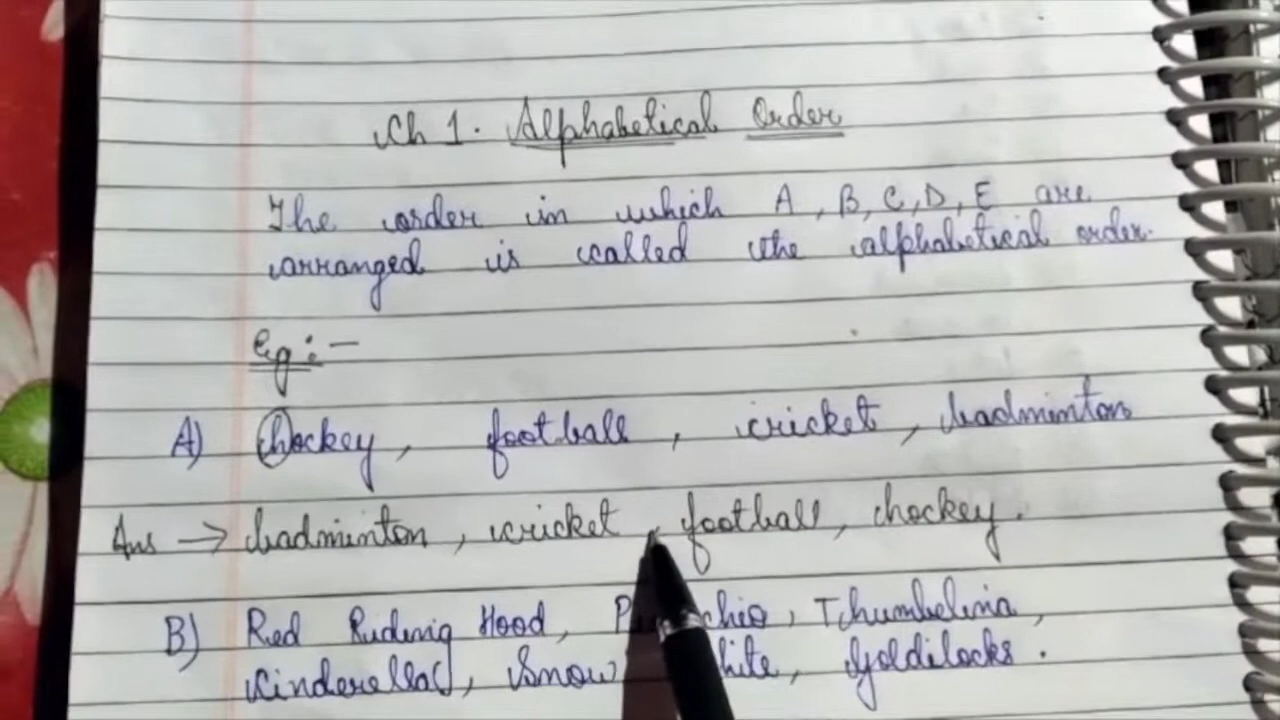 Ch 1. Alphabetical Order
The order in which A, B, C, D, E are
arranged is called the alphabetical order.
eg:-
A) hockey, football, cricket, badminton
Ans → badminton, cricket, football, hockey.
B) Red Riding Hood, Thumbelina,
Cinderella, Snow Goldilocks.